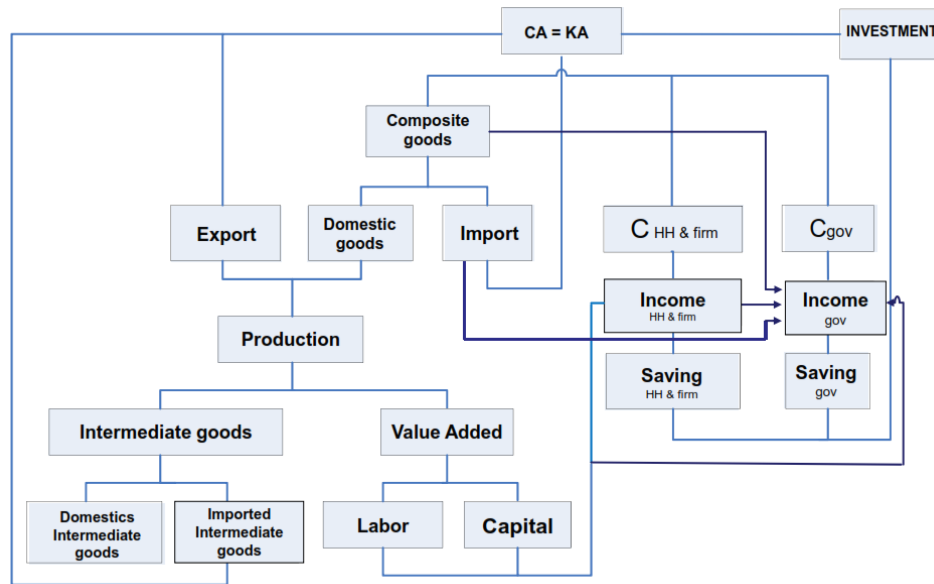 CA = KA
INVESTMENT
Composite
goods
Export
Domestic
goods
Import
C HH & firm
Cgov
Income
HH & firm
Income
gov
Production
Saving
HH & firm
Saving
gov
Intermediate goods
Value Added
Domestics
Intermediate
goods
Imported
Intermediate
goods
Labor
Capital